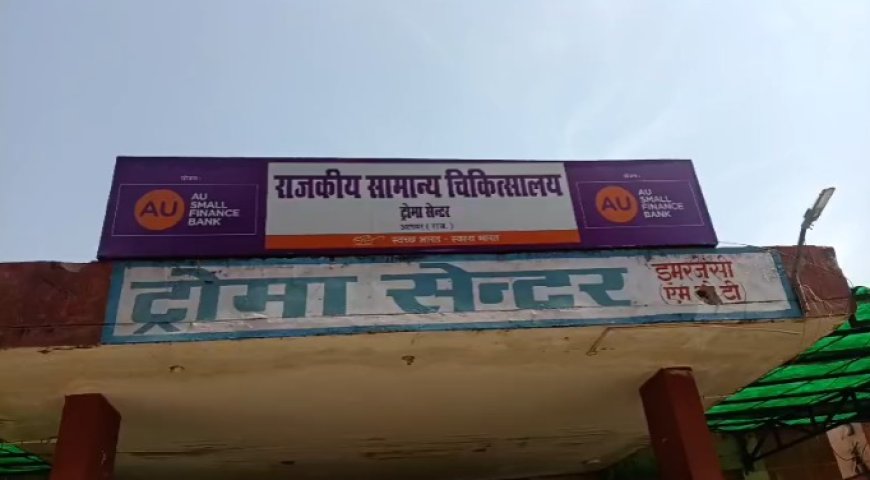 AU
AU
SMALL
FINANCE
BANK
राजकीय सामान्य चिकित्सालय
ट्रोमा सेन्टर
स्वच्छ भारत - स्वस्थ भारत
AU
AU
SMALL
FINANCE
BANK
ट्रोमा सेन्टर
इमरजेंसी